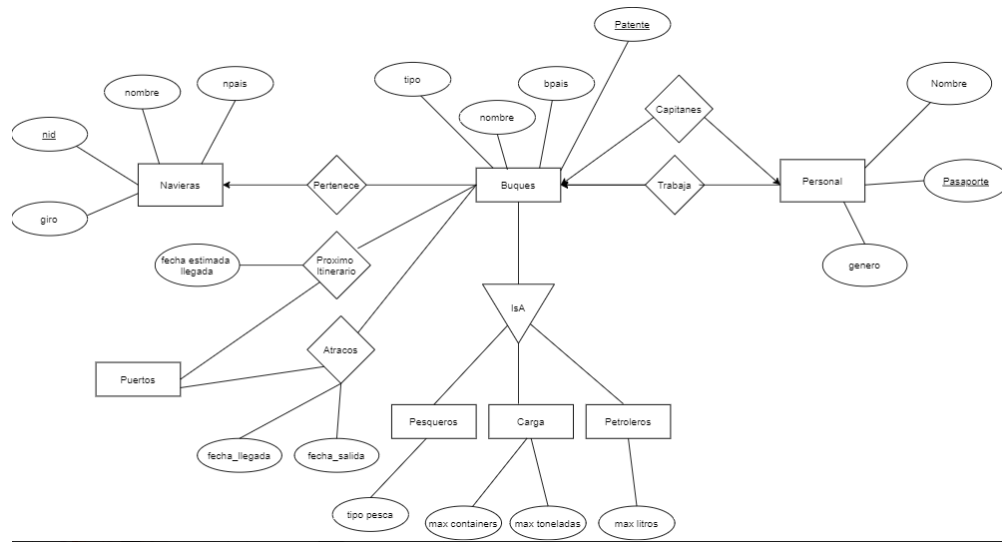 Patente
tipo
bpais
nombre
npais
nombre
Capitanes
Nombre
nid
Navieras
Pertenece
Buques
Trabaja
Personal
Pasaporte
giro
fecha estimada
llegada
Proximo
Itinerario
genero
IsA
Atracos
Puertos
Pesqueros
Carga
Petroleros
fecha_llegada
fecha_salida
tipo pesca
max containers
max toneladas
max litros